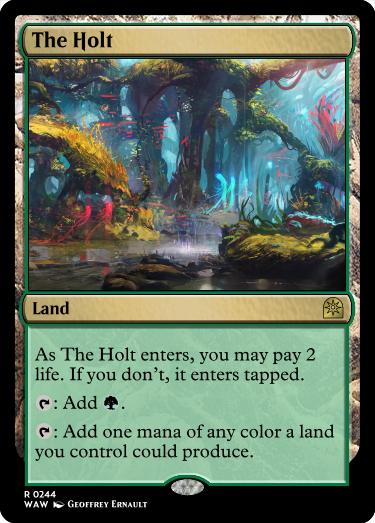 The Holt
Land
As The Holt enters, you may pay 2
life. If you don't, it enters tapped.
: Add .
: Add one mana of any color a land
you control could produce.
R 0244
WAW Geoffrey Ernault